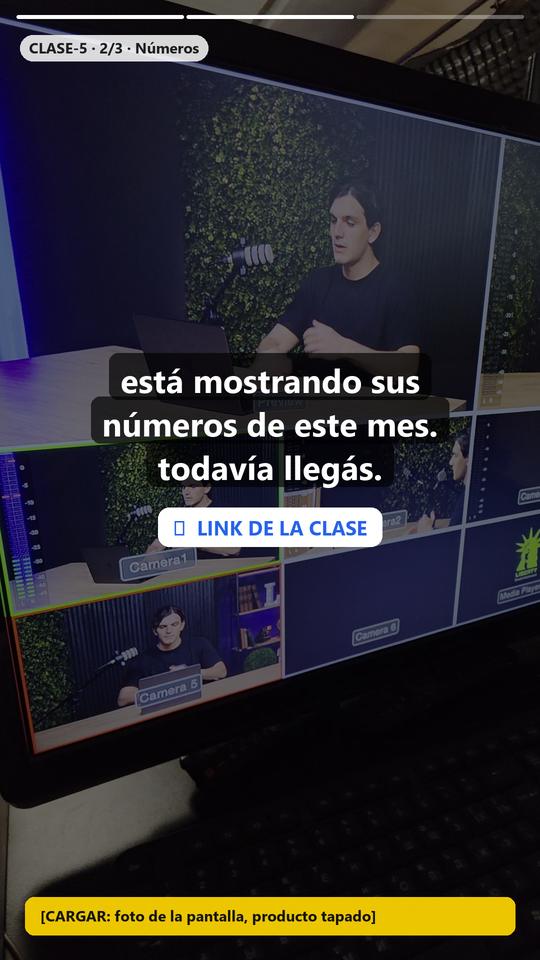 CLASE-5 · 2/3 · Números
está mostrando sus
números de este mes.
todavía llegás.
LINK DE LA CLASE
Camera1
Camera 6
Camera 5
LIBERTY
Media Player
[CARGAR: foto de la pantalla, producto tapado]